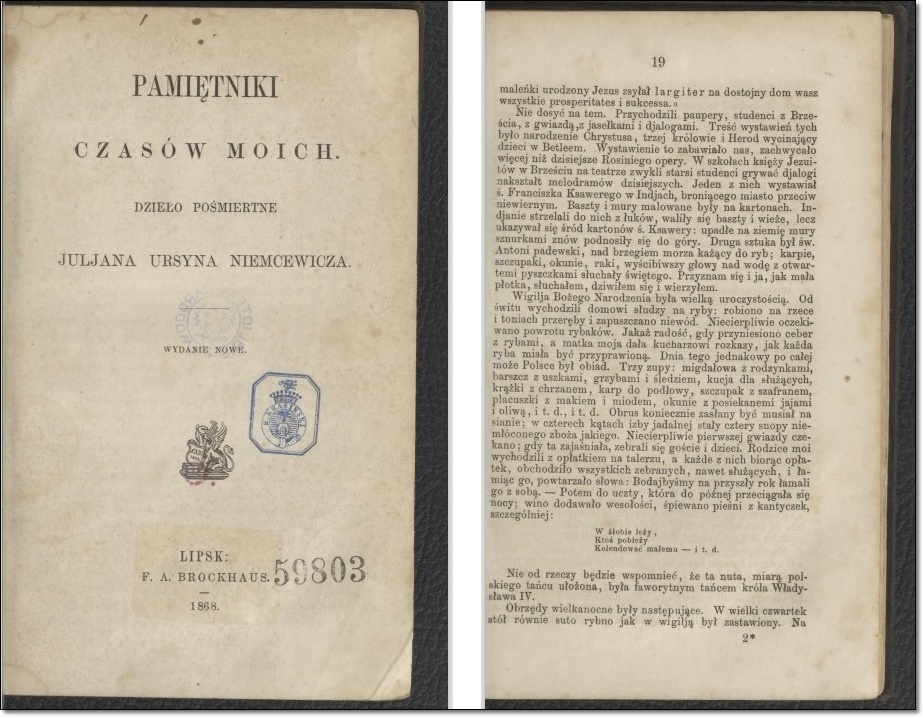 PAMIĘTNIKI
CZASÓW MOICH.
DZIEŁO POŚMIERTNE
JULJANA URSYNA NIEMCEWICZA.
WYDANIE NOWE.
LIPSK:
F. A. BROCKHAUS.
59803
1868.
19
maleńki urodzony Jezus zsyłał largiter na dostojny dom wasz
wszystkie prosperitates i sukcessa.»
Nie dosyć na tem. Przychodzili paupery, studenci z Brze-
ścia, z gwiazdą,z jasełkami i djalogami. Treść wystawień tych
było narodzenie Chrystusa, trzej królowie i Herod wycinający
dzieci w Betleem. Wystawienie to zabawiało nas, zachwycało
więcej niż dzisiejsze Rosiniego opery. W szkołach księży Jezui-
tów w Brześciu na teatrze zwykli starsi studenci grywać djalogi
nakształt melodramów dzisiejszych. Jeden z nich wystawiał
ś. Franciszka Ksawerego w Indjach, broniącego miasto przeciw
niewiernym. Baszty i mury malowane były na kartonach. In-
djanie strzelali do nich z łuków, waliły się baszty i wieże, lecz
ukazywał się śród kartonów ś. Ksawery: upadłe na ziemię mury
sznurkami znów podnosiły się do góry. Druga sztuka był św.
Antoni padewski, nad brzegiem morza każący do ryb; karpie,
szczupaki, okunie, raki, wyścibiwszy głowy nad wodę z otwar-
temi pyszczkami słuchały świętego. Przyznam się i ja, jak mała
płotka, słuchałem, dziwiłem się i wierzyłem.
Wigilja Bożego Narodzenia była wielką uroczystością. Od
świtu wychodzili domowi słudzy na ryby: robiono na rzece
i toniach przeręby i zapuszczano niewód. Niecierpliwie oczeki-
wano powrotu rybaków. Jakaż radość, gdy przyniesiono ceber
z rybami, a matka moja dała kucharzowi rozkazy, jak każda
ryba miała być przyprawioną. Dnia tego jednakowy po całej
może Polsce był obiad. Trzy zupy: migdałowa z rodzynkami,
barszcz z uszkami, grzybami i śledziem, kucja dla służących,
krążki z chrzanem, karp do podłewy, szczupak z szafranem,
placuszki z makiem i miodem, okunie z posiekanemi jajami
i oliwą, i t. d., i t. d. Obrus koniecznie zasłany być musiał na
sianie; w czterech kątach izby jadalnej stały cztery snopy nie-
młóconego zboża jakiego. Niecierpliwie pierwszej gwiazdy cze-
kano; gdy ta zajaśniała, zebrali się goście i dzieci. Rodzice moi
wychodzili z opłatkiem na talerzu, a każde z nich biorąc opła-
tek, obchodziło wszystkich zebranych, nawet służących, i ła-
miąc go, powtarzało słowa: Bodajbyśmy na przyszły rok łamali
go z sobą. — Potem do uczty, która do późnej przeciągała się
nocy; wino dodawało wesołości, śpiewano pieśni z kantyczek,
szczególniej:
W żłobie leży,
Ktoż pobieży
Kolendować małemu — i t. d.
Nie od rzeczy będzie wspomnieć, że ta nuta, miarą pol-
skiego tańcu ułożona, była faworytnym tańcem króla Włady-
sława IV.
Obrzędy wielkanocne były następujące. W wielki czwartek
stół równie suto rybno jak w wigilją był zastawiony. Na
2*